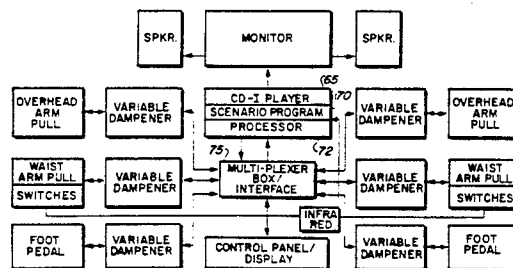 SPKR.
MONITOR
SPKR.
65
70
CD-I PLAYER
SCENARIO PROGRAM
PROCESSOR
OVERHEAD
ARM
PULL
VARIABLE
DAMPENER
VARIABLE
DAMPENER
OVERHEAD
ARM
PULL
75
72
WAIST ARM PULL
SWITCHES
VARIABLE
DAMPENER
MULTI-PLEXER
BOX/
INTERFACE
VARIABLE
DAMPENER
WAIST ARM PULL
SWITCHES
INFRA
RED
FOOT
PEDAL
VARIABLE
DAMPENER
CONTROL PANEL/
DISPLAY
VARIABLE
DAMPENER
FOOT
PEDAL